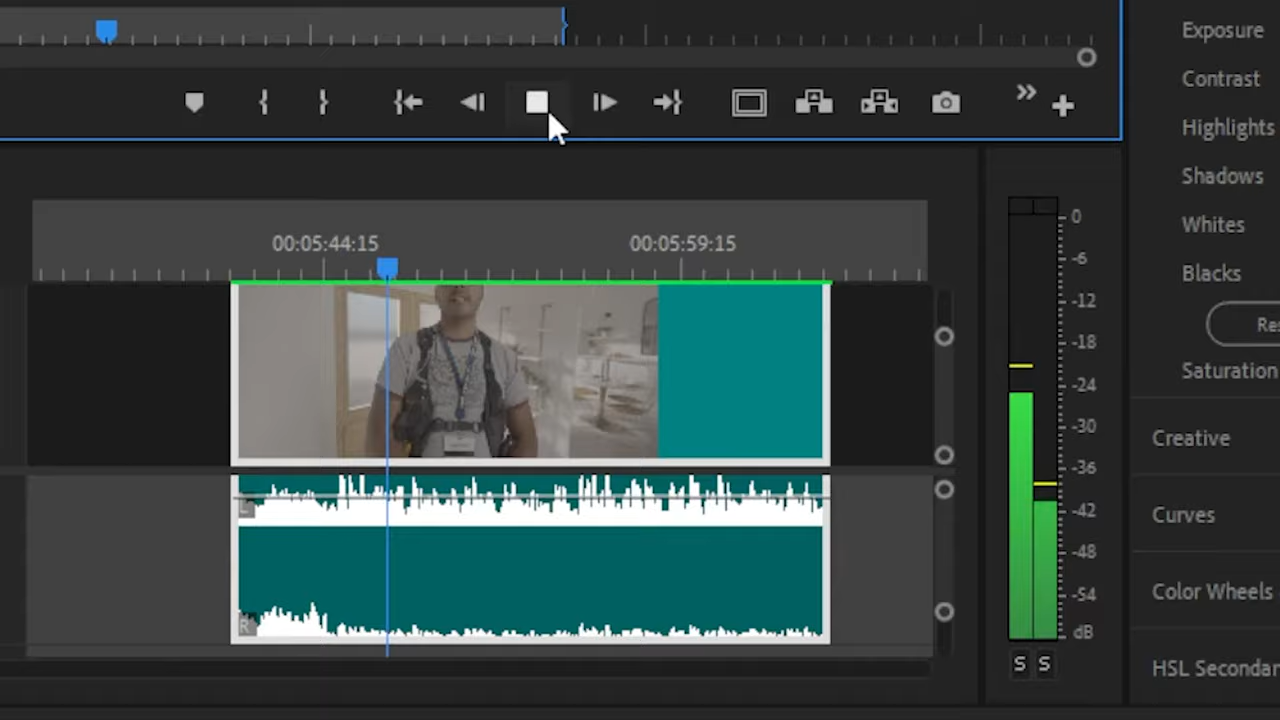 Exposure
Contrast
Highlights
Shadows
Whites
Blacks
Saturation
Creative
Curves
Color Wheels
00:05:44:15 00:05:59:15
L
R
0
-6
-12
-18
-24
-30
-36
-42
-48
-54
dB
S S